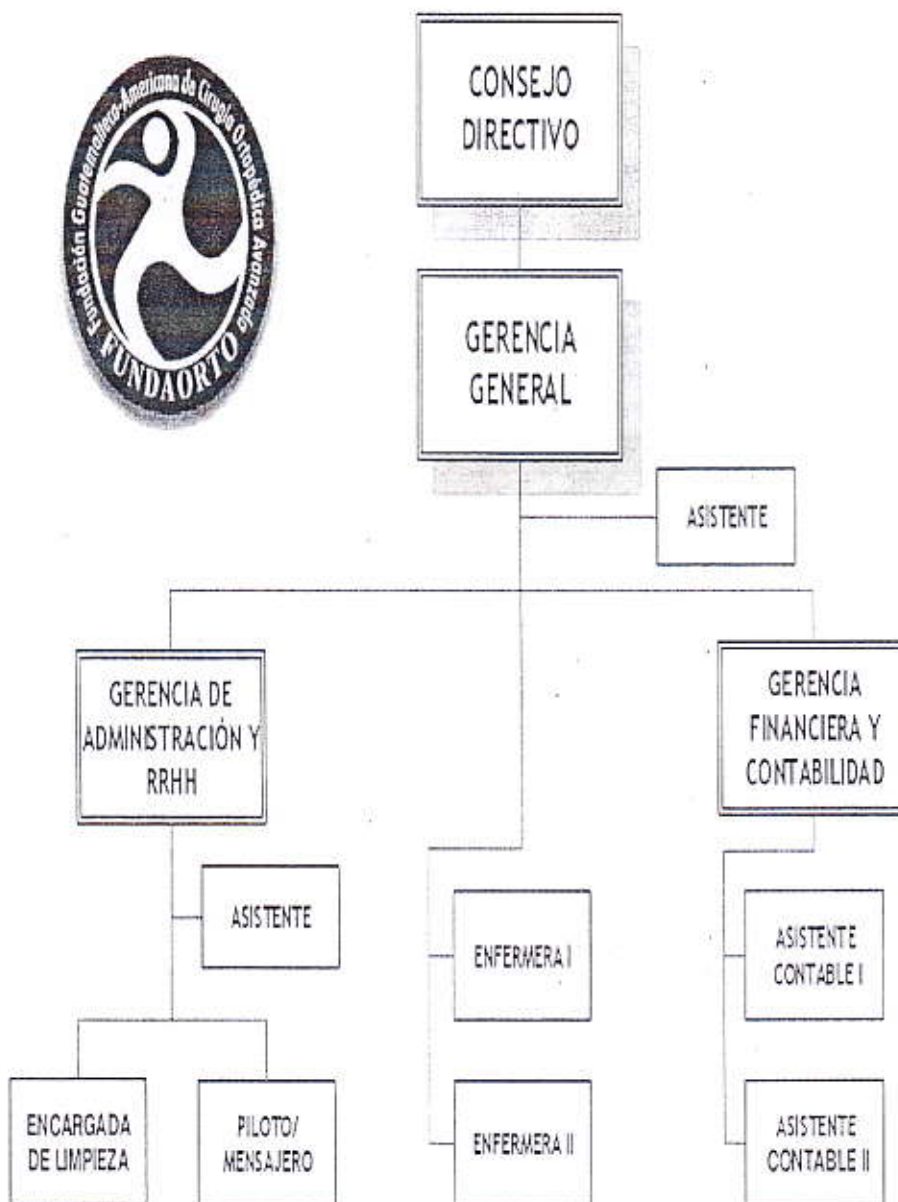 Fundación Guatemalteco-Americana de Cirugía Ortopédica Avanzada
FUNDAORTO
CONSEJO
DIRECTIVO
GERENCIA
GENERAL
ASISTENTE
GERENCIA DE
ADMINISTRACIÓN Y
RRHH
GERENCIA
FINANCIERA Y
CONTABILIDAD
ASISTENTE
ENFERMERA I
ASISTENTE
CONTABLE I
ENCARGADA
DE LIMPIEZA
PILOTO/
MENSAJERO
ENFERMERA II
ASISTENTE
CONTABLE II